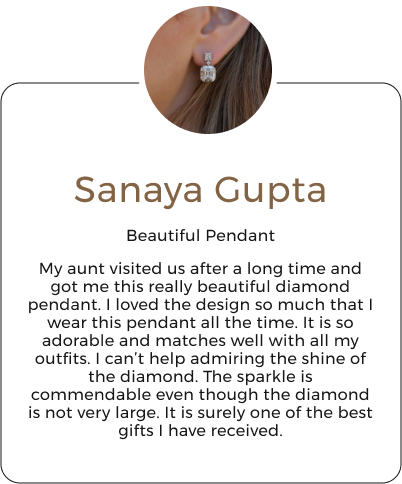 Sanaya Gupta
Beautiful Pendant
My aunt visited us after a long time and
got me this really beautiful diamond
pendant. I loved the design so much that I
wear this pendant all the time. It is so
adorable and matches well with all my
outfits. I can't help admiring the shine of
the diamond. The sparkle is
commendable even though the diamond
is not very large. It is surely one of the best
gifts I have received.